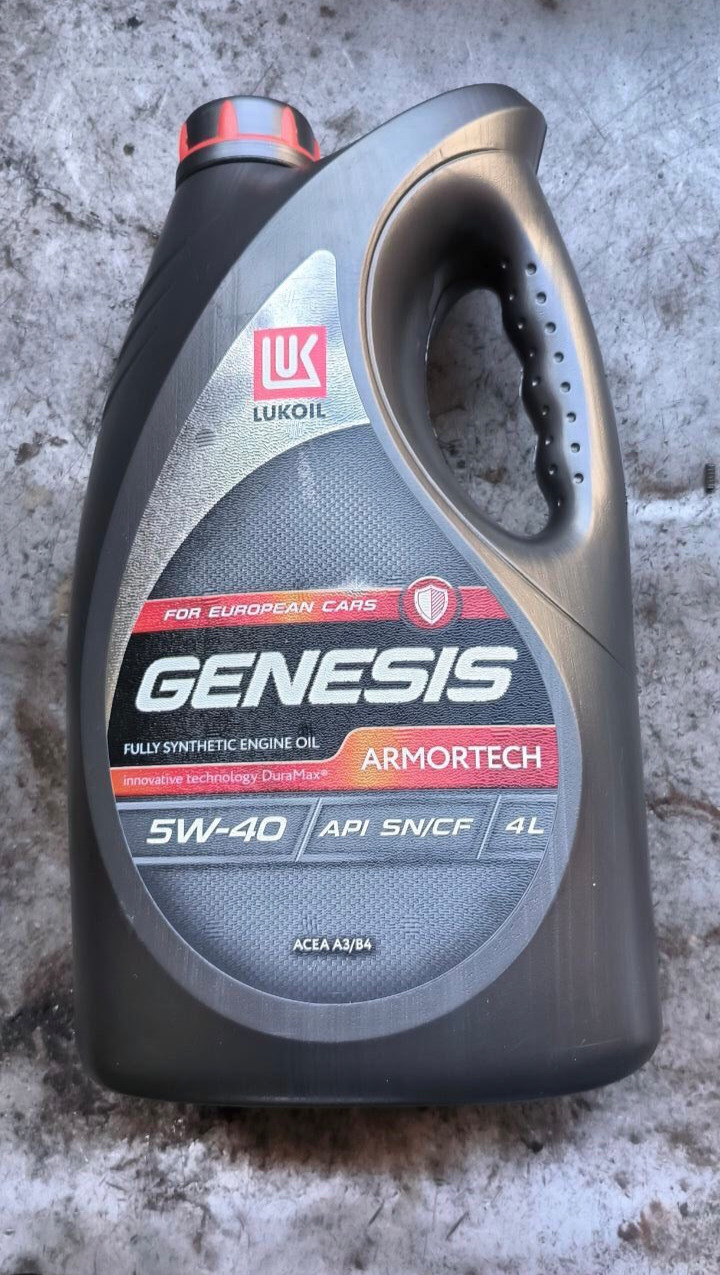 LUK
LUKOIL
FOR EUROPEAN CARS
GENESIS
FULLY SYNTHETIC ENGINE OIL
ARMORTECH
innovative technology DuraMax®
5W-40 API SN/CF 4L
ACEA A3/B4